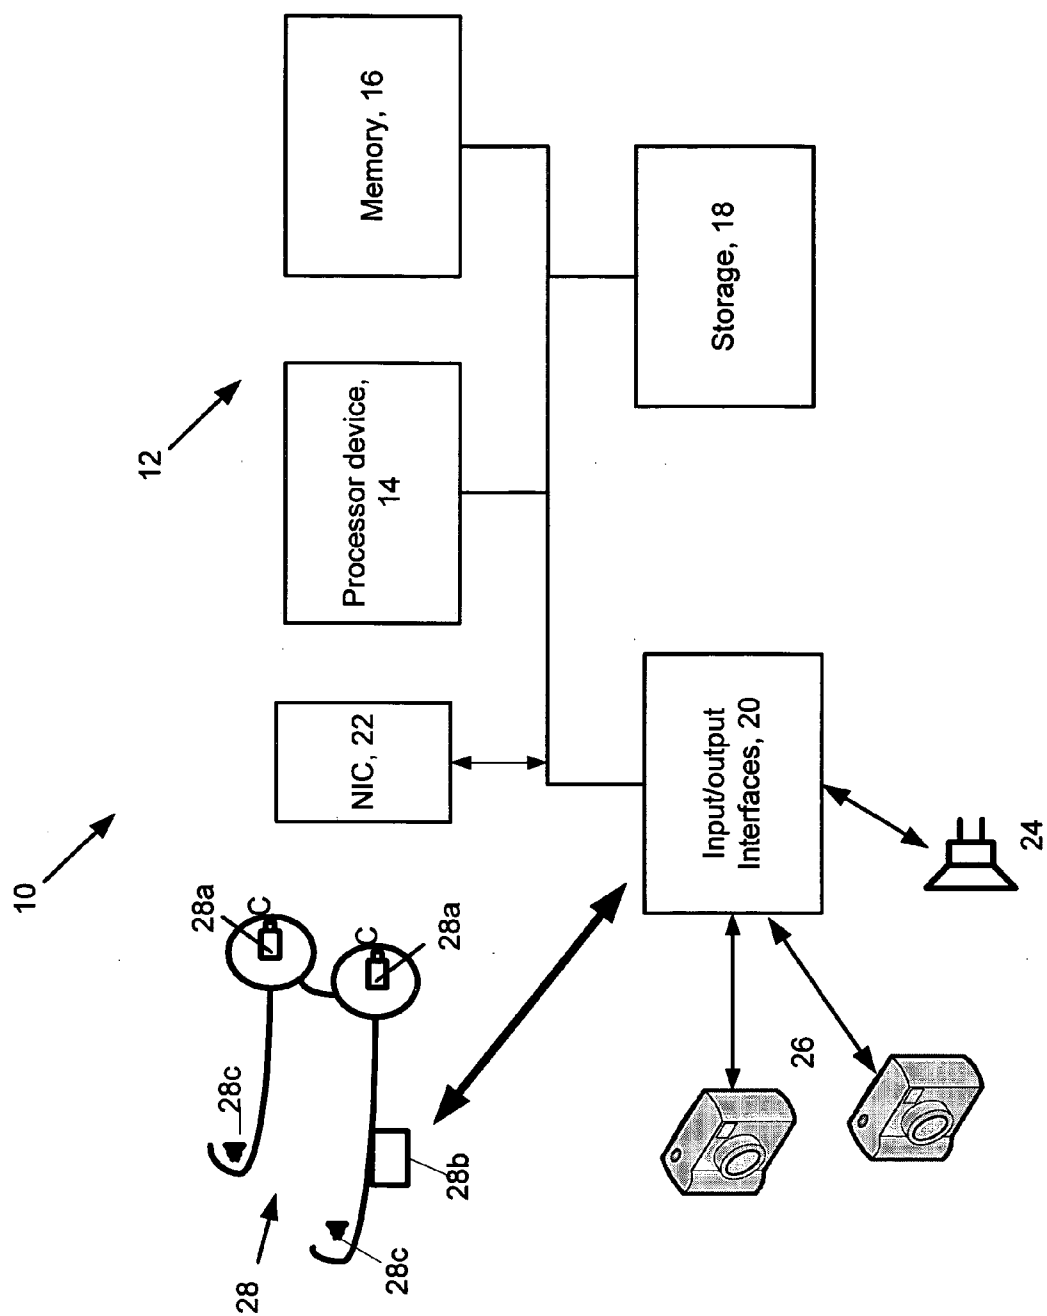 10
12
28
28c
28a
C
28c
C
28a
28b
NIC, 22
Processor device,
14
Memory, 16
Input/output
Interfaces, 20
Storage, 18
26
24